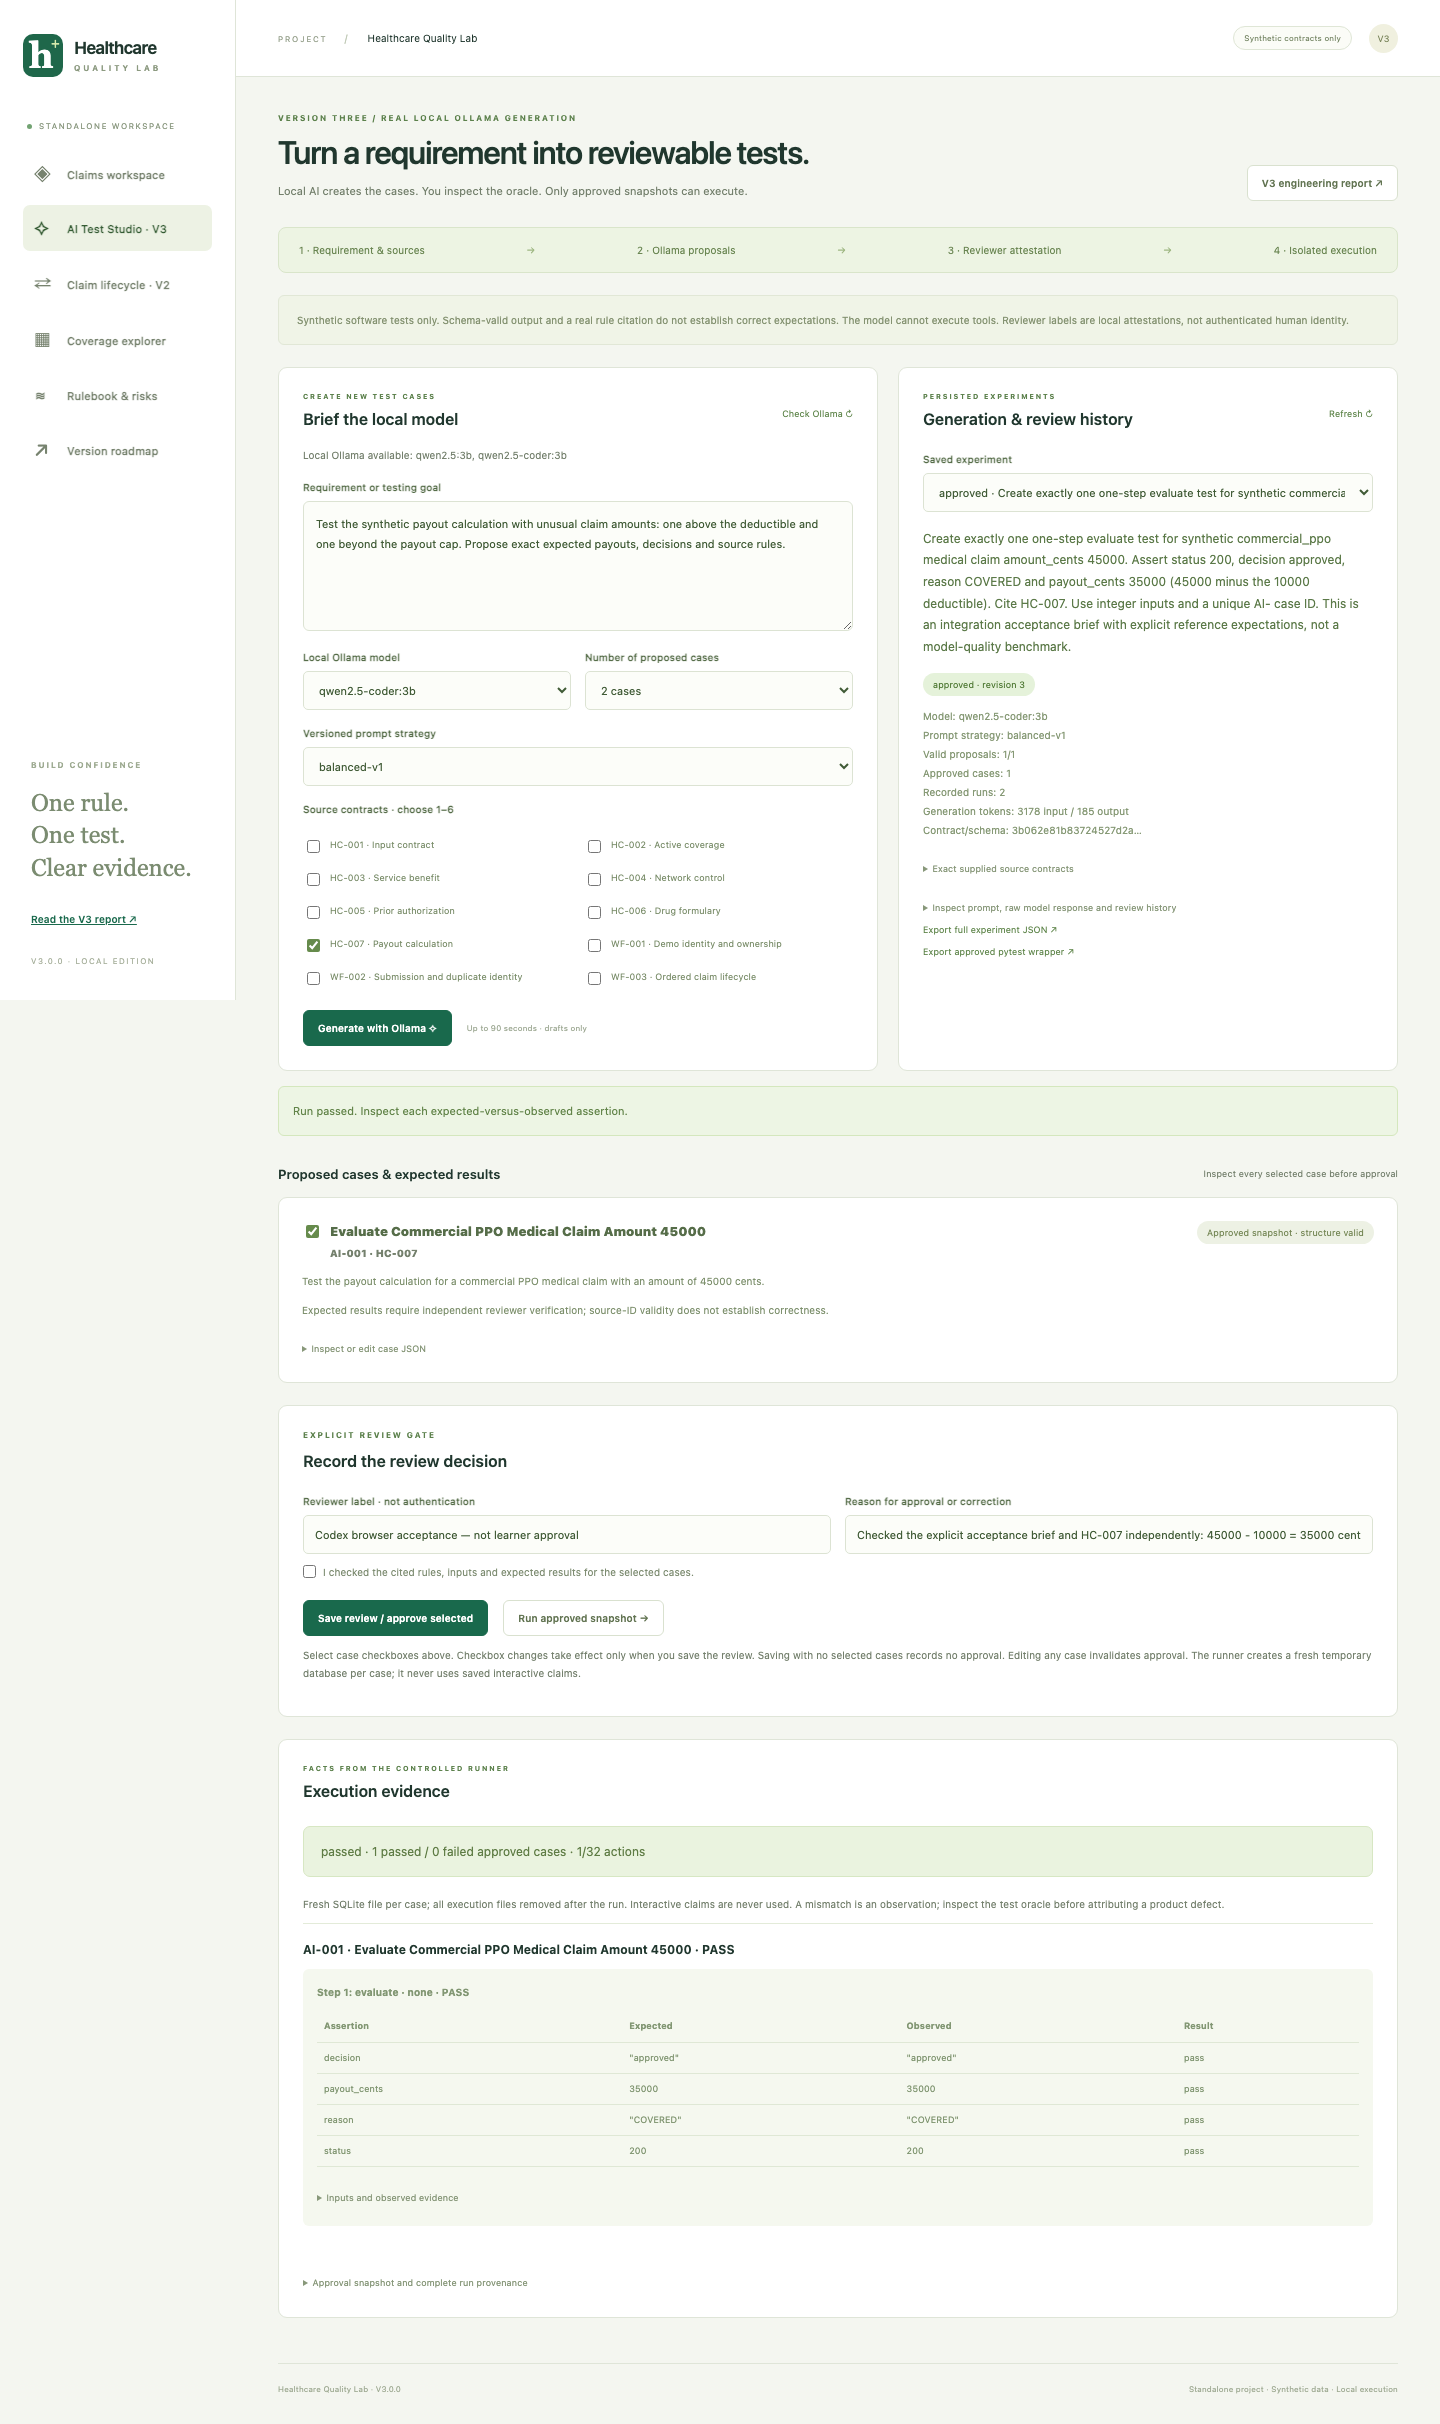 Healthcare
QUALITY LAB
STANDALONE WORKSPACE
Claims workspace
AI Test Studio · V3
Claim lifecycle · V2
Coverage explorer
Rulebook & risks
Version roadmap
BUILD CONFIDENCE
One rule.
One test.
Clear evidence.
Read the V3 report ↗
V3.0.0 · LOCAL EDITION
PROJECT / Healthcare Quality Lab
Synthetic contracts only
V3
VERSION THREE / REAL LOCAL OLLAMA GENERATION
Turn a requirement into reviewable tests.
Local AI creates the cases. You inspect the oracle. Only approved snapshots can execute.
V3 engineering report ↗
1 · Requirement & sources → 2 · Ollama proposals → 3 · Reviewer attestation → 4 · Isolated execution
Synthetic software tests only. Schema-valid output and a real rule citation do not establish correct expectations. The model cannot execute tools. Reviewer labels are local attestations, not authenticated human identity.
CREATE NEW TEST CASES
Brief the local model
Check Ollama ↻
Local Ollama available: qwen2.5:3b, qwen2.5-coder:3b
Requirement or testing goal
Test the synthetic payout calculation with unusual claim amounts: one above the deductible and
one beyond the payout cap. Propose exact expected payouts, decisions and source rules.
Local Ollama model
Number of proposed cases
qwen2.5-coder:3b
2 cases
Versioned prompt strategy
balanced-v1
Source contracts · choose 1–6
HC-001 · Input contract
HC-002 · Active coverage
HC-003 · Service benefit
HC-004 · Network control
HC-005 · Prior authorization
HC-006 · Drug formulary
HC-007 · Payout calculation
WF-001 · Demo identity and ownership
WF-002 · Submission and duplicate identity
WF-003 · Ordered claim lifecycle
Generate with Ollama ✧
Up to 90 seconds · drafts only
PERSISTED EXPERIMENTS
Generation & review history
Refresh ↻
Saved experiment
approved · Create exactly one one-step evaluate test for synthetic commercia
Create exactly one one-step evaluate test for synthetic commercial_ppo
medical claim amount_cents 45000. Assert status 200, decision approved,
reason COVERED and payout_cents 35000 (45000 minus the 10000
deductible). Cite HC-007. Use integer inputs and a unique AI- case ID. This is
an integration acceptance brief with explicit reference expectations, not a
model-quality benchmark.
approved · revision 3
Model: qwen2.5-coder:3b
Prompt strategy: balanced-v1
Valid proposals: 1/1
Approved cases: 1
Recorded runs: 2
Generation tokens: 3178 input / 185 output
Contract/schema: 3b062e81b83724527d2a…
Exact supplied source contracts
Inspect prompt, raw model response and review history
Export full experiment JSON ↗
Export approved pytest wrapper ↗
Run passed. Inspect each expected-versus-observed assertion.
Proposed cases & expected results
Inspect every selected case before approval
Evaluate Commercial PPO Medical Claim Amount 45000
Approved snapshot · structure valid
AI-001 · HC-007
Test the payout calculation for a commercial PPO medical claim with an amount of 45000 cents.
Expected results require independent reviewer verification; source-ID validity does not establish correctness.
Inspect or edit case JSON
EXPLICIT REVIEW GATE
Record the review decision
Reviewer label · not authentication
Reason for approval or correction
Codex browser acceptance — not learner approval
Checked the explicit acceptance brief and HC-007 independently: 45000 - 10000 = 35000 cent
I checked the cited rules, inputs and expected results for the selected cases.
Save review / approve selected
Run approved snapshot →
Select case checkboxes above. Checkbox changes take effect only when you save the review. Saving with no selected cases records no approval. Editing any case invalidates approval. The runner creates a fresh temporary
database per case; it never uses saved interactive claims.
FACTS FROM THE CONTROLLED RUNNER
Execution evidence
passed · 1 passed / 0 failed approved cases · 1/32 actions
Fresh SQLite file per case; all execution files removed after the run. Interactive claims are never used. A mismatch is an observation; inspect the test oracle before attributing a product defect.
AI-001 · Evaluate Commercial PPO Medical Claim Amount 45000 · PASS
Step 1: evaluate · none · PASS
Assertion Expected Observed Result
decision "approved" "approved" pass
payout_cents 35000 35000 pass
reason "COVERED" "COVERED" pass
status 200 200 pass
Inputs and observed evidence
Approval snapshot and complete run provenance
Healthcare Quality Lab · V3.0.0
Standalone project · Synthetic data · Local execution